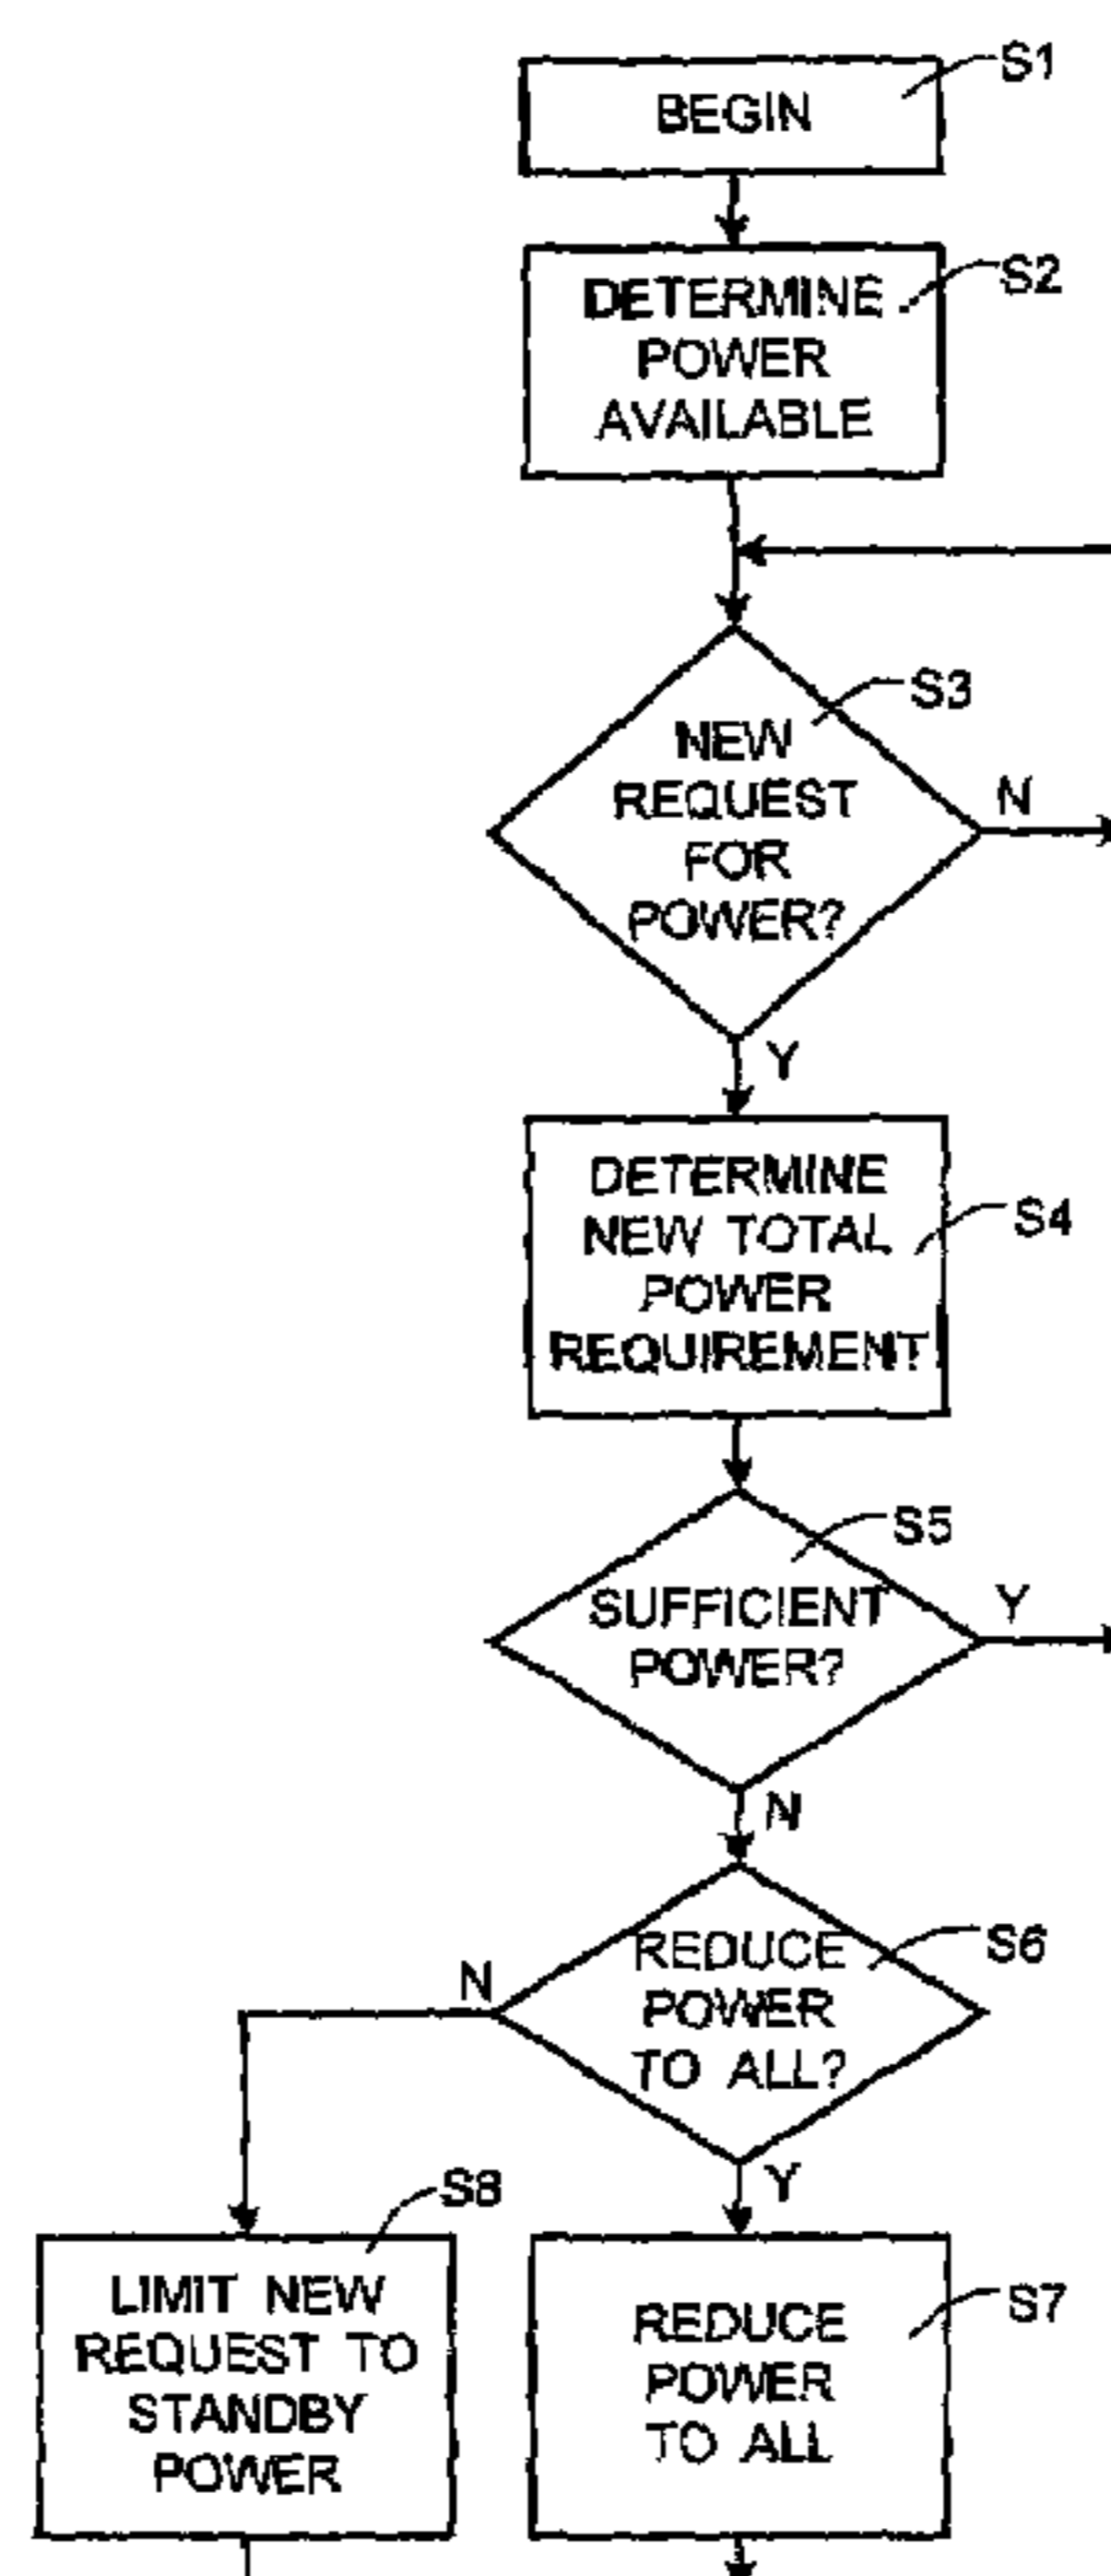 S1
BEGIN
S2
DETERMINE
POWER
AVAILABLE
S3
NEW
REQUEST
FOR
POWER?
N
Y
DETERMINE
NEW TOTAL
POWER
REQUIREMENT
S4
S5
SUFFICIENT
POWER?
Y
N
REDUCE
POWER
TO ALL?
S6
N
Y
S8
LIMIT NEW
REQUEST TO
STANDBY
POWER
S7
REDUCE
POWER
TO ALL